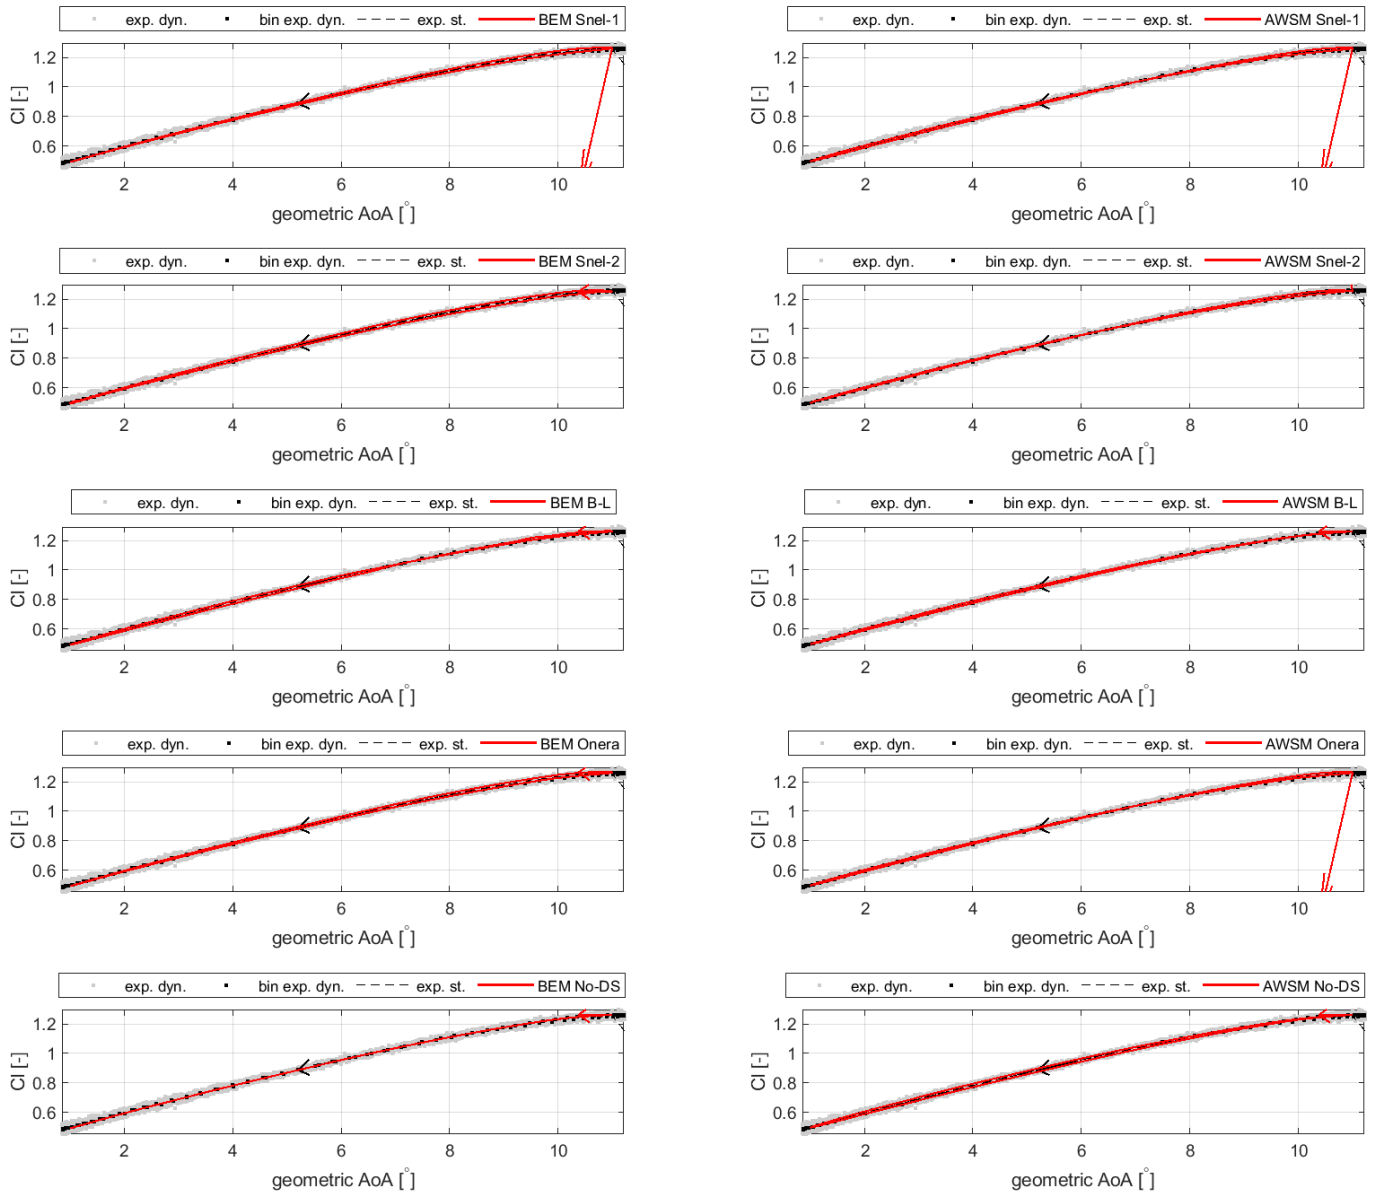 exp. dyn. bin exp. dyn. exp. st. BEM Snel-1
Cl [-]
1.2
1
0.8
0.6
2 4 6 8 10
geometric AoA [°]
exp. dyn. bin exp. dyn. exp. st. AWSM Snel-1
Cl [-]
1.2
1
0.8
0.6
2 4 6 8 10
geometric AoA [°]
exp. dyn. bin exp. dyn. exp. st. BEM Snel-2
Cl [-]
1.2
1
0.8
0.6
2 4 6 8 10
geometric AoA [°]
exp. dyn. bin exp. dyn. exp. st. AWSM Snel-2
Cl [-]
1.2
1
0.8
0.6
2 4 6 8 10
geometric AoA [°]
exp. dyn. bin exp. dyn. exp. st. BEM B-L
Cl [-]
1.2
1
0.8
0.6
2 4 6 8 10
geometric AoA [°]
exp. dyn. bin exp. dyn. exp. st. AWSM B-L
Cl [-]
1.2
1
0.8
0.6
2 4 6 8 10
geometric AoA [°]
exp. dyn. bin exp. dyn. exp. st. BEM Onera
Cl [-]
1.2
1
0.8
0.6
2 4 6 8 10
geometric AoA [°]
exp. dyn. bin exp. dyn. exp. st. AWSM Onera
Cl [-]
1.2
1
0.8
0.6
2 4 6 8 10
geometric AoA [°]
exp. dyn. bin exp. dyn. exp. st. BEM No-DS
Cl [-]
1.2
1
0.8
0.6
2 4 6 8 10
geometric AoA [°]
exp. dyn. bin exp. dyn. exp. st. AWSM No-DS
Cl [-]
1.2
1
0.8
0.6
2 4 6 8 10
geometric AoA [°]